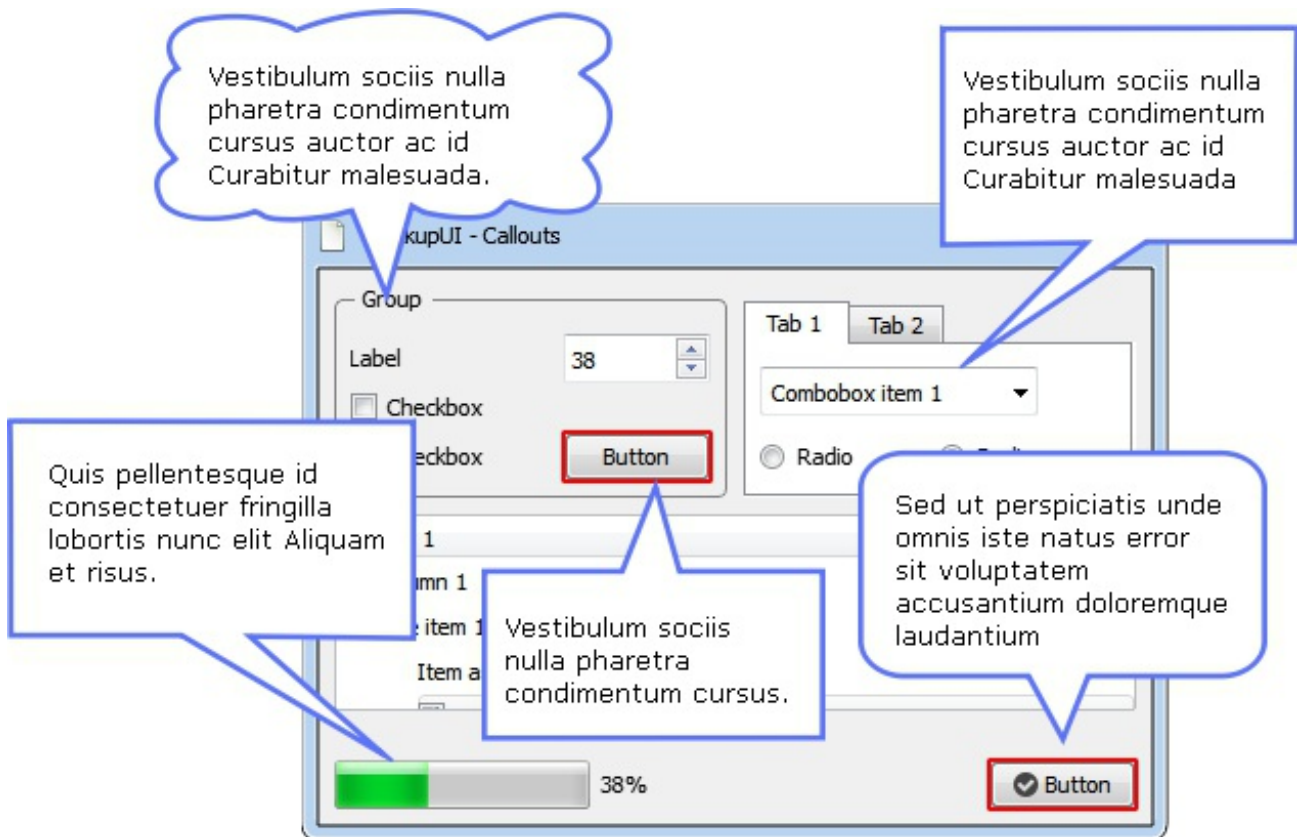 Vestibulum sociis nulla
pharetra condimentum
cursus auctor ac id
Curabitur malesuada.
Vestibulum sociis nulla
pharetra condimentum
cursus auctor ac id
Curabitur malesuada
kupUI - Callouts
Group
Label
38
Checkbox
eckbox
Button
Tab 1
Tab 2
Combobox item 1
Radio
Quis pellentesque id
consectetuer fringilla
lobortis nunc elit Aliquam
et risus.
Sed ut perspiciatis unde
omnis iste natus error
sit voluptatem
accusantium doloremque
laudantium
1
umn 1
item 1
Item a
Vestibulum sociis
nulla pharetra
condimentum cursus.
38%
Button